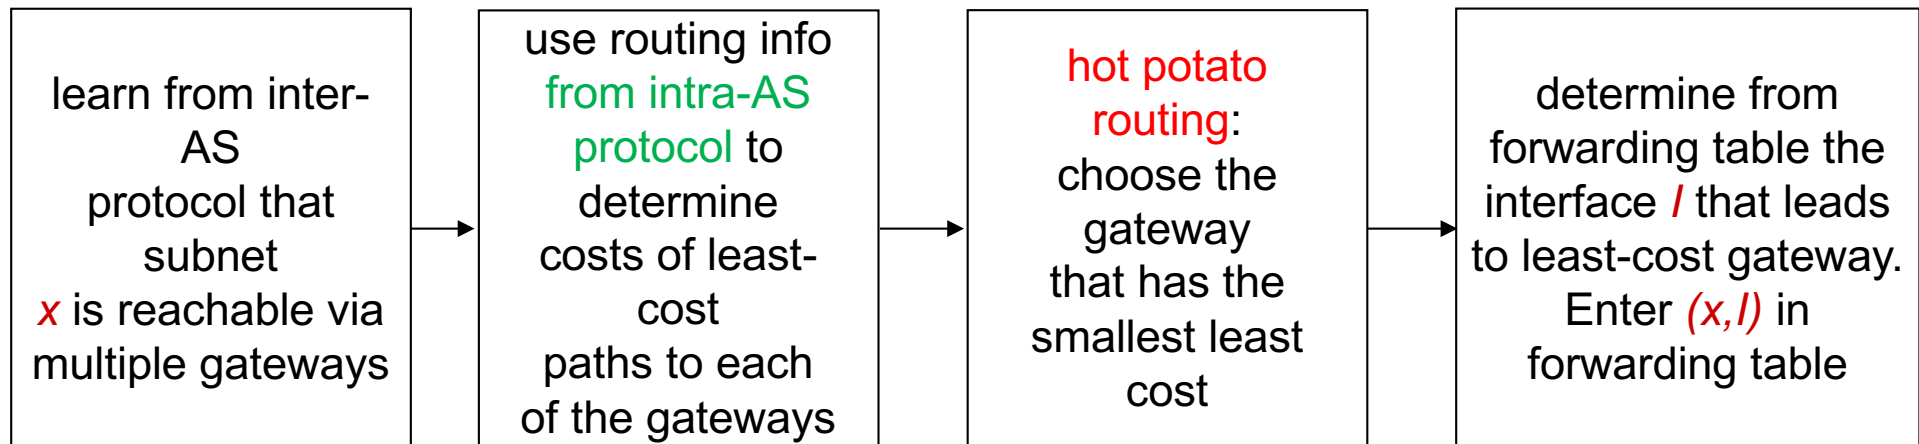 learn from inter-
AS
protocol that
subnet
x is reachable via
multiple gateways
use routing info
from intra-AS
protocol to
determine
costs of least-
cost
paths to each
of the gateways
hot potato
routing:
choose the
gateway
that has the
smallest least
cost
determine from
forwarding table the
interface I that leads
to least-cost gateway.
Enter (x,I) in
forwarding table